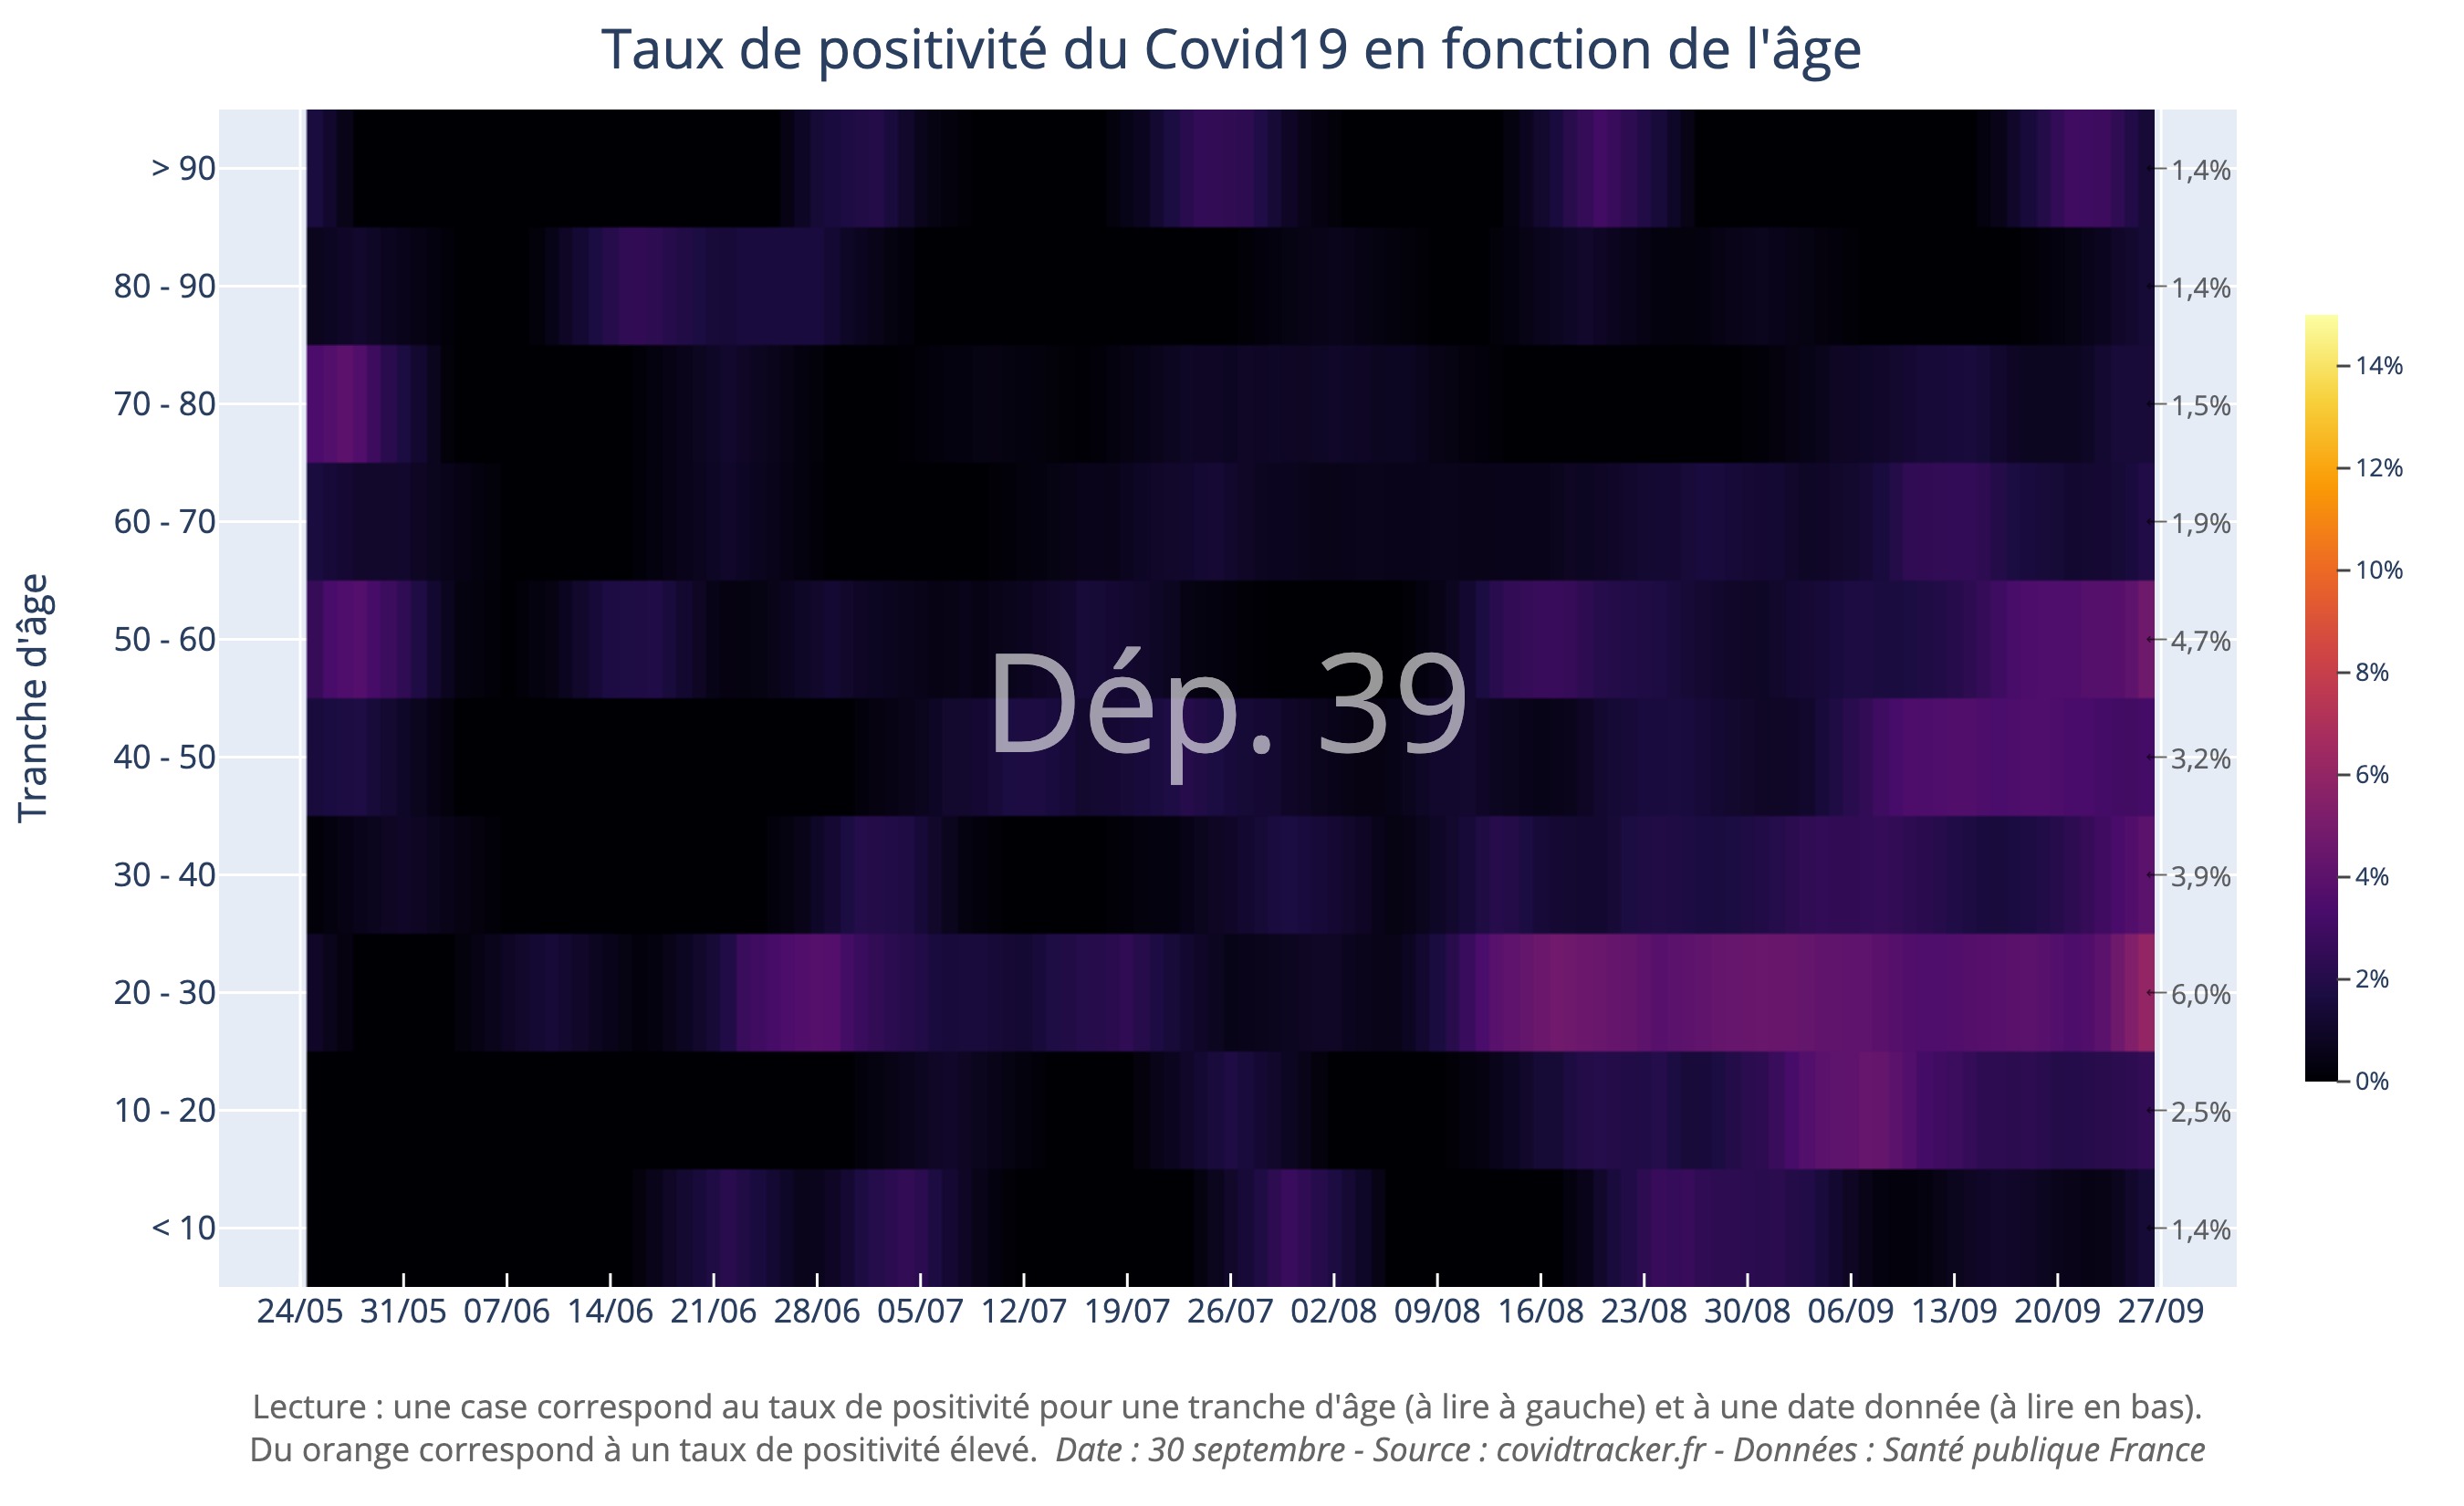 Taux de positivité du Covid19 en fonction de l'âge
Tranche d'âge
> 90
80 - 90
70 - 80
60 - 70
50 - 60
40 - 50
30 - 40
20 - 30
10 - 20
< 10
Dép. 39
1,4%
1,4%
1,5%
1,9%
4,7%
3,2%
3,9%
6,0%
2,5%
1,4%
14%
12%
10%
8%
6%
4%
2%
0%
24/05 31/05 07/06 14/06 21/06 28/06 05/07 12/07 19/07 26/07 02/08 09/08 16/08 23/08 30/08 06/09 13/09 20/09 27/09
Lecture : une case correspond au taux de positivité pour une tranche d'âge (à lire à gauche) et à une date donnée (à lire en bas).
Du orange correspond à un taux de positivité élevé. Date : 30 septembre - Source : covidtracker.fr - Données : Santé publique France